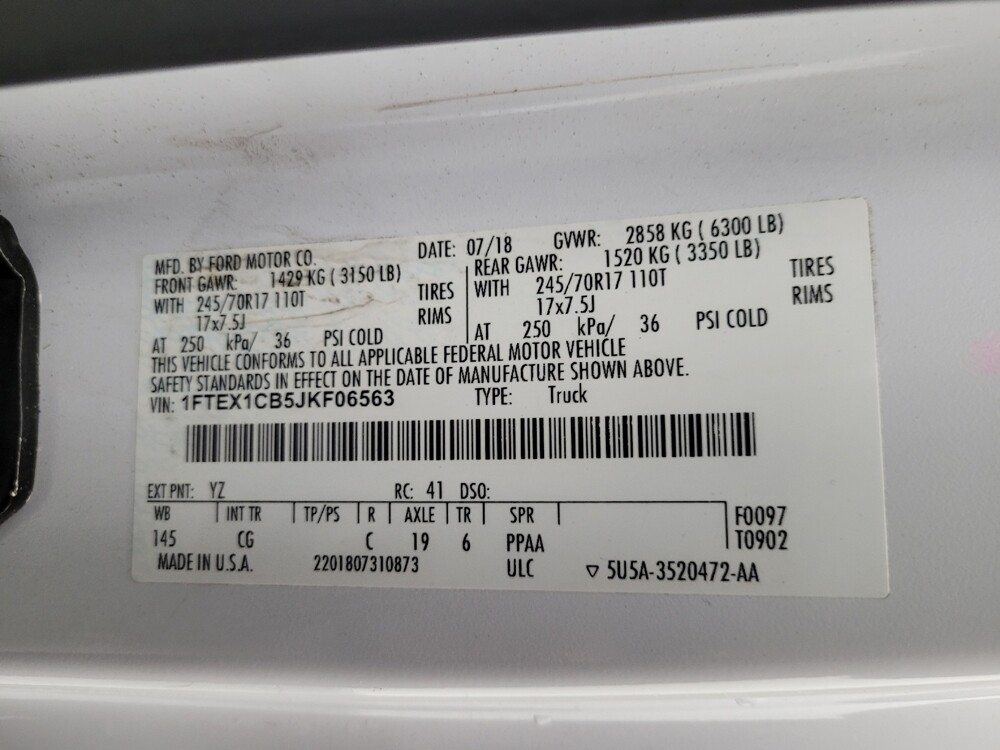 MFD. BY FORD MOTOR CO. DATE: 07/18 GVWR: 2858 KG ( 6300 LB)
FRONT GAWR: 1429 KG ( 3150 LB) REAR GAWR: 1520 KG ( 3350 LB)
WITH 245/70R17 110T TIRES WITH 245/70R17 110T TIRES
17x7.5J RIMS 17x7.5J RIMS
AT 250 kPa/ 36 PSI COLD AT 250 kPa/ 36 PSI COLD
THIS VEHICLE CONFORMS TO ALL APPLICABLE FEDERAL MOTOR VEHICLE
SAFETY STANDARDS IN EFFECT ON THE DATE OF MANUFACTURE SHOWN ABOVE.
VIN: 1FTEX1CB5JKF06563 TYPE: Truck
EXT PNT: YZ RC: 41 DSO:
WB INT TR TP/PS R AXLE TR SPR F0097
145 CG C 19 6 PPAA T0902
MADE IN U.S.A. 2201807310873 ULC ▽ 5U5A-3520472-AA